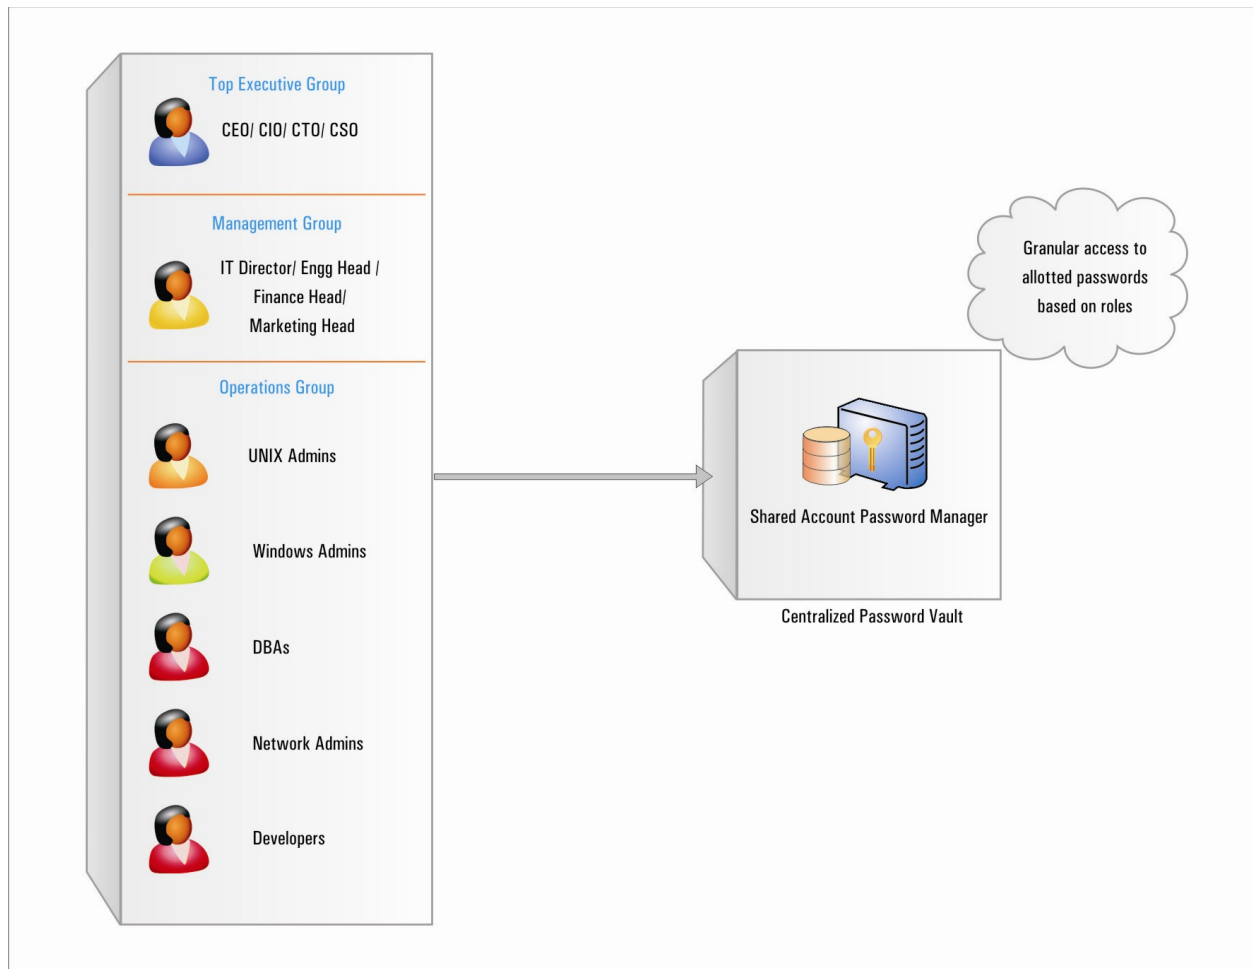 Top Executive Group
CEO/ CIO/ CTO/ CSO
Management Group
IT Director/ Engg Head /
Finance Head/
Marketing Head
Operations Group
UNIX Admins
Windows Admins
DBAs
Network Admins
Developers
Granular access to
allotted passwords
based on roles
Shared Account Password Manager
Centralized Password Vault